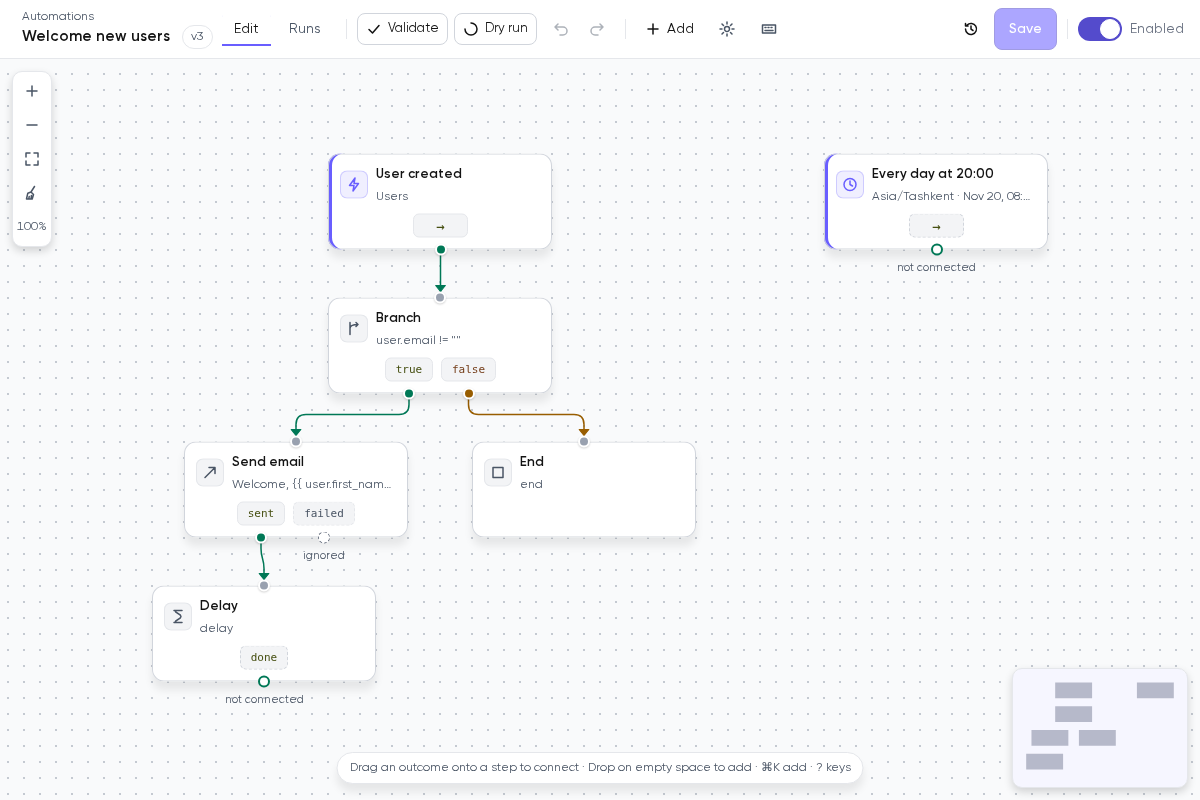 Automations
Welcome new users
v3
Edit
Runs
Validate
Dry run
Add
Save
Enabled
100%
User created
Users
→
Every day at 20:00
Asia/Tashkent · Nov 20, 08:...
→
not connected
Branch
user.email != ""
true
false
Send email
Welcome, {{ user.first_nam...
sent
failed
ignored
End
end
Delay
delay
done
not connected
Drag an outcome onto a step to connect · Drop on empty space to add · ⌘K add · ? keys